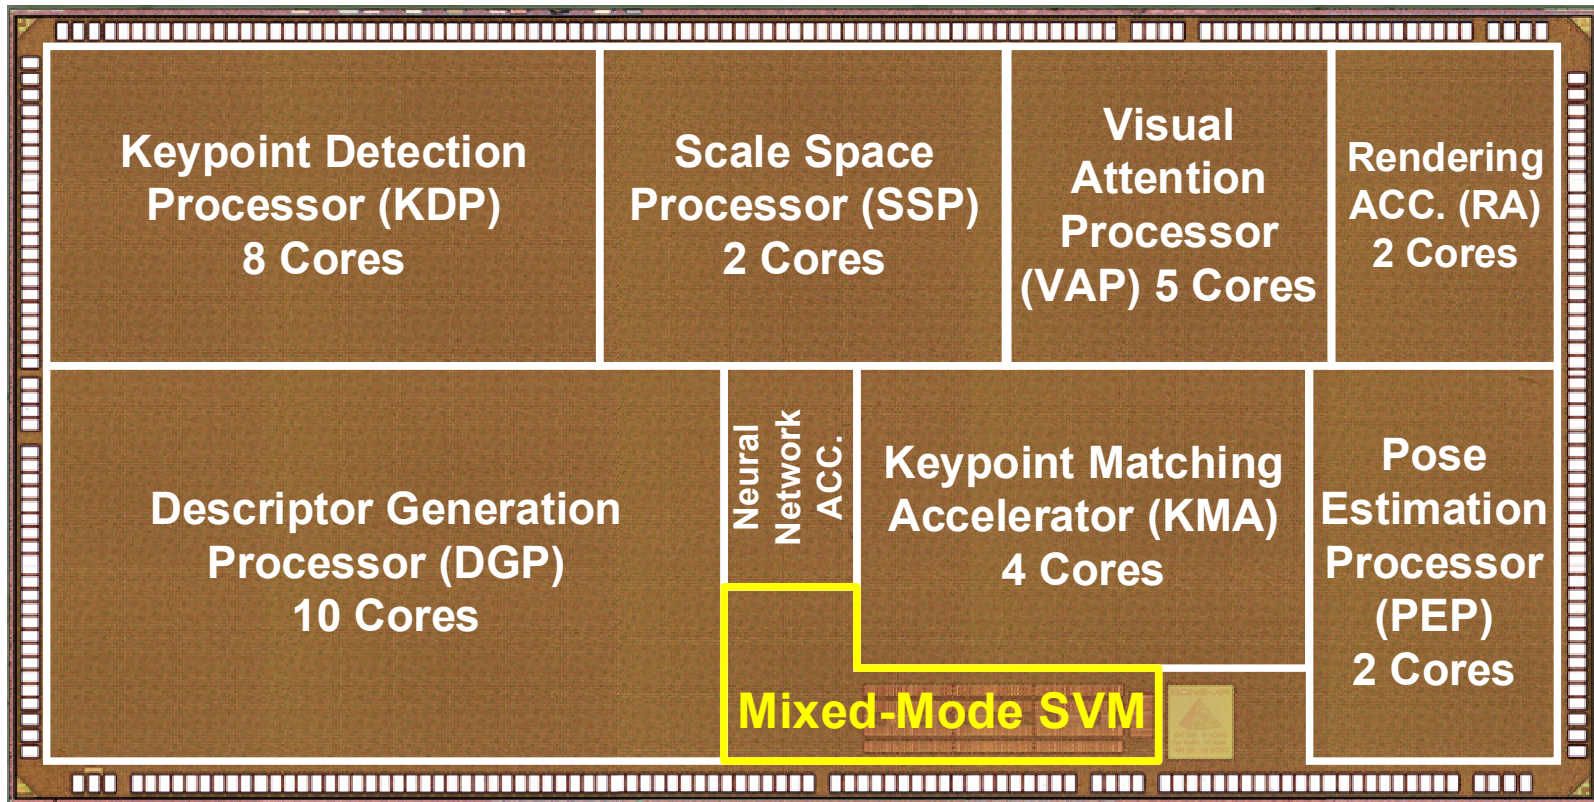 Keypoint Detection
Processor (KDP)
8 Cores
Scale Space
Processor (SSP)
2 Cores
Visual
Attention
Processor
(VAP) 5 Cores
Rendering
ACC. (RA)
2 Cores
Descriptor Generation
Processor (DGP)
10 Cores
Neural
Network
ACC.
Keypoint Matching
Accelerator (KMA)
4 Cores
Pose
Estimation
Processor
(PEP)
2 Cores
Mixed-Mode SVM